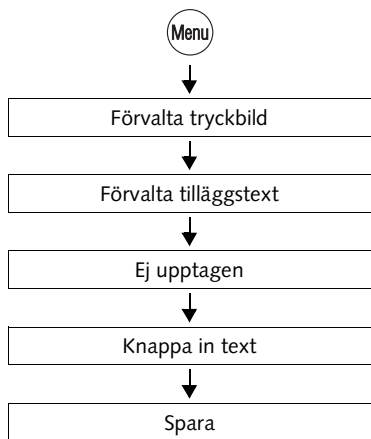 Menu
Förvalta tryckbild
Förvalta tilläggstext
Ej upptagen
Knappa in text
Spara